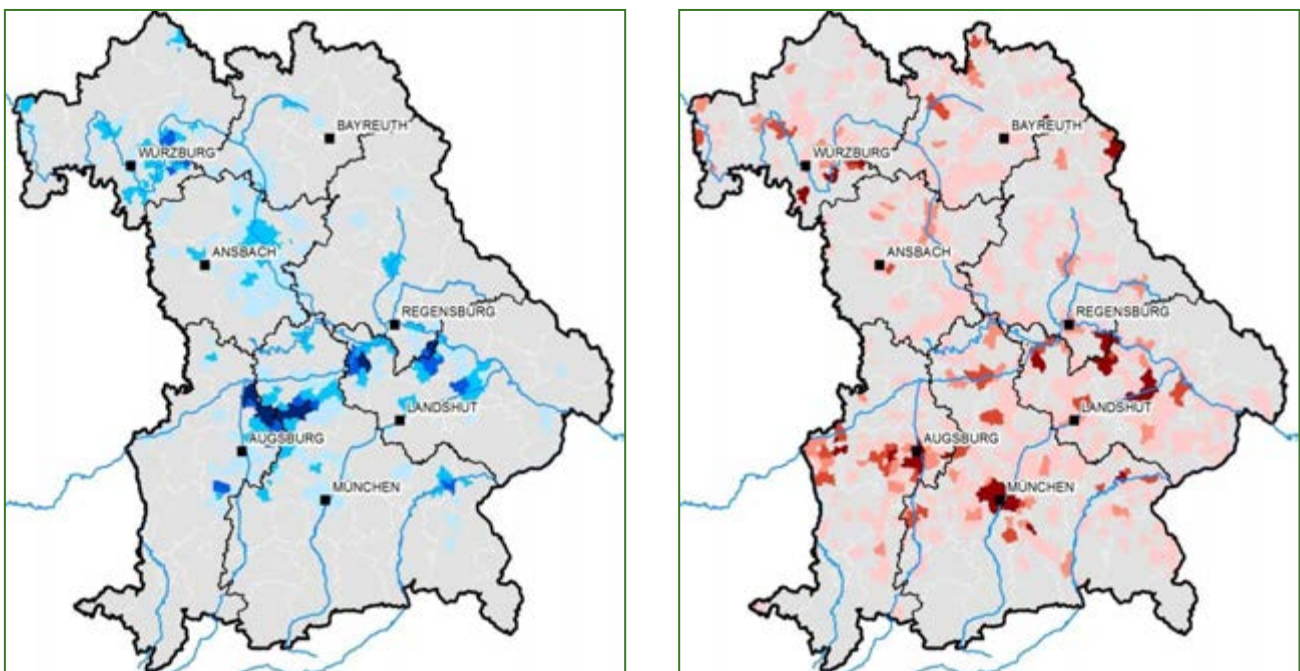 BAYREUTH
WÜRZBURG
ANSBACH
REGENSBURG
LANDSHUT
AUGSBURG
MÜNCHEN
BAYREUTH
WÜRZBURG
ANSBACH
REGENSBURG
LANDSHUT
AUGSBURG
MÜNCHEN